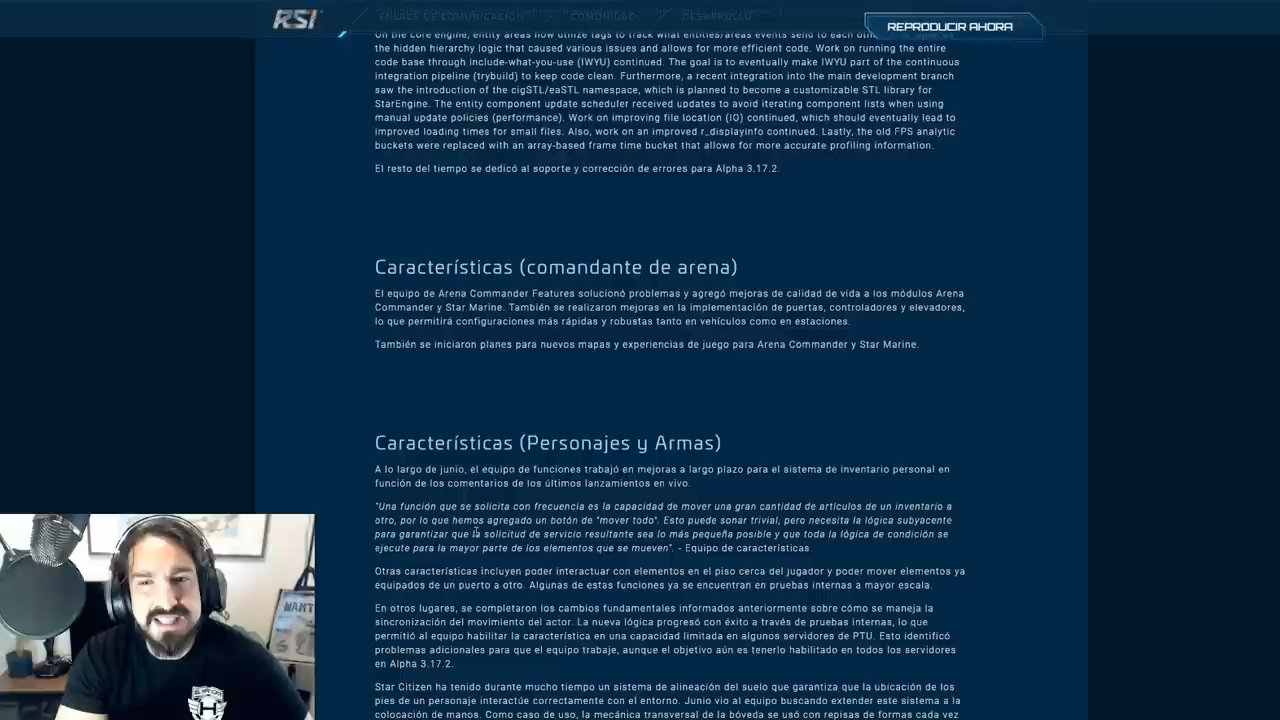 RSI
ENLACE DE COMUNICACIÓN
COMUNIDAD
DESARROLLO
REPRODUCIR AHORA
On the core engine, entity areas now utilize tags to track what entities/areas events send to each
the hidden hierarchy logic that caused various issues and allows for more efficient code. Work on running the entire
code base through include-what-you-use (IWYU) continued. The goal is to eventually make IWYU part of the continuous
integration pipeline (trybuild) to keep code clean. Furthermore, a recent integration into the main development branch
saw the introduction of the cigSTL/eaSTL namespace, which is planned to become a customizable STL library for
StarEngine. The entity component update scheduler received updates to avoid iterating component lists when using
manual update policies (performance). Work on improving file location (IO) continued, which should eventually lead to
improved loading times for small files. Also, work on an improved r_displayinfo continued. Lastly, the old FPS analytic
buckets were replaced with an array-based frame time bucket that allows for more accurate profiling information.
El resto del tiempo se dedicó al soporte y corrección de errores para Alpha 3.17.2.
Características (comandante de arena)
El equipo de Arena Commander Features solucionó problemas y agregó mejoras de calidad de vida a los módulos Arena
Commander y Star Marine. También se realizaron mejoras en la implementación de puertas, controladores y elevadores,
lo que permitirá configuraciones más rápidas y robustas tanto en vehículos como en estaciones.
También se iniciaron planes para nuevos mapas y experiencias de juego para Arena Commander y Star Marine.
Características (Personajes y Armas)
A lo largo de junio, el equipo de funciones trabajó en mejoras a largo plazo para el sistema de inventario personal en
función de los comentarios de los últimos lanzamientos en vivo.
"Una función que se solicita con frecuencia es la capacidad de mover una gran cantidad de artículos de un inventario a
otro, por lo que hemos agregado un botón de "mover todo". Esto puede sonar trivial, pero necesita la lógica subyacente
para garantizar que la solicitud de servicio resultante sea lo más pequeña posible y que toda la lógica de condición se
ejecute para la mayor parte de los elementos que se mueven". - Equipo de características
Otras características incluyen poder interactuar con elementos en el piso cerca del jugador y poder mover elementos ya
equipados de un puerto a otro. Algunas de estas funciones ya se encuentran en pruebas internas a mayor escala.
En otros lugares, se completaron los cambios fundamentales informados anteriormente sobre cómo se maneja la
sincronización del movimiento del actor. La nueva lógica progresó con éxito a través de pruebas internas, lo que
permitió al equipo habilitar la característica en una capacidad limitada en algunos servidores de PTU. Esto identificó
problemas adicionales para que el equipo trabaje, aunque el objetivo aún es tenerlo habilitado en todos los servidores
en Alpha 3.17.2.
Star Citizen ha tenido durante mucho tiempo un sistema de alineación del suelo que garantiza que la ubicación de los
pies de un personaje interactúe correctamente con el entorno. Junio vio al equipo buscando extender este sistema a la
colocación de manos. Como caso de uso, la mecánica transversal de la bóveda se usó con repisas de formas cada vez
WANT